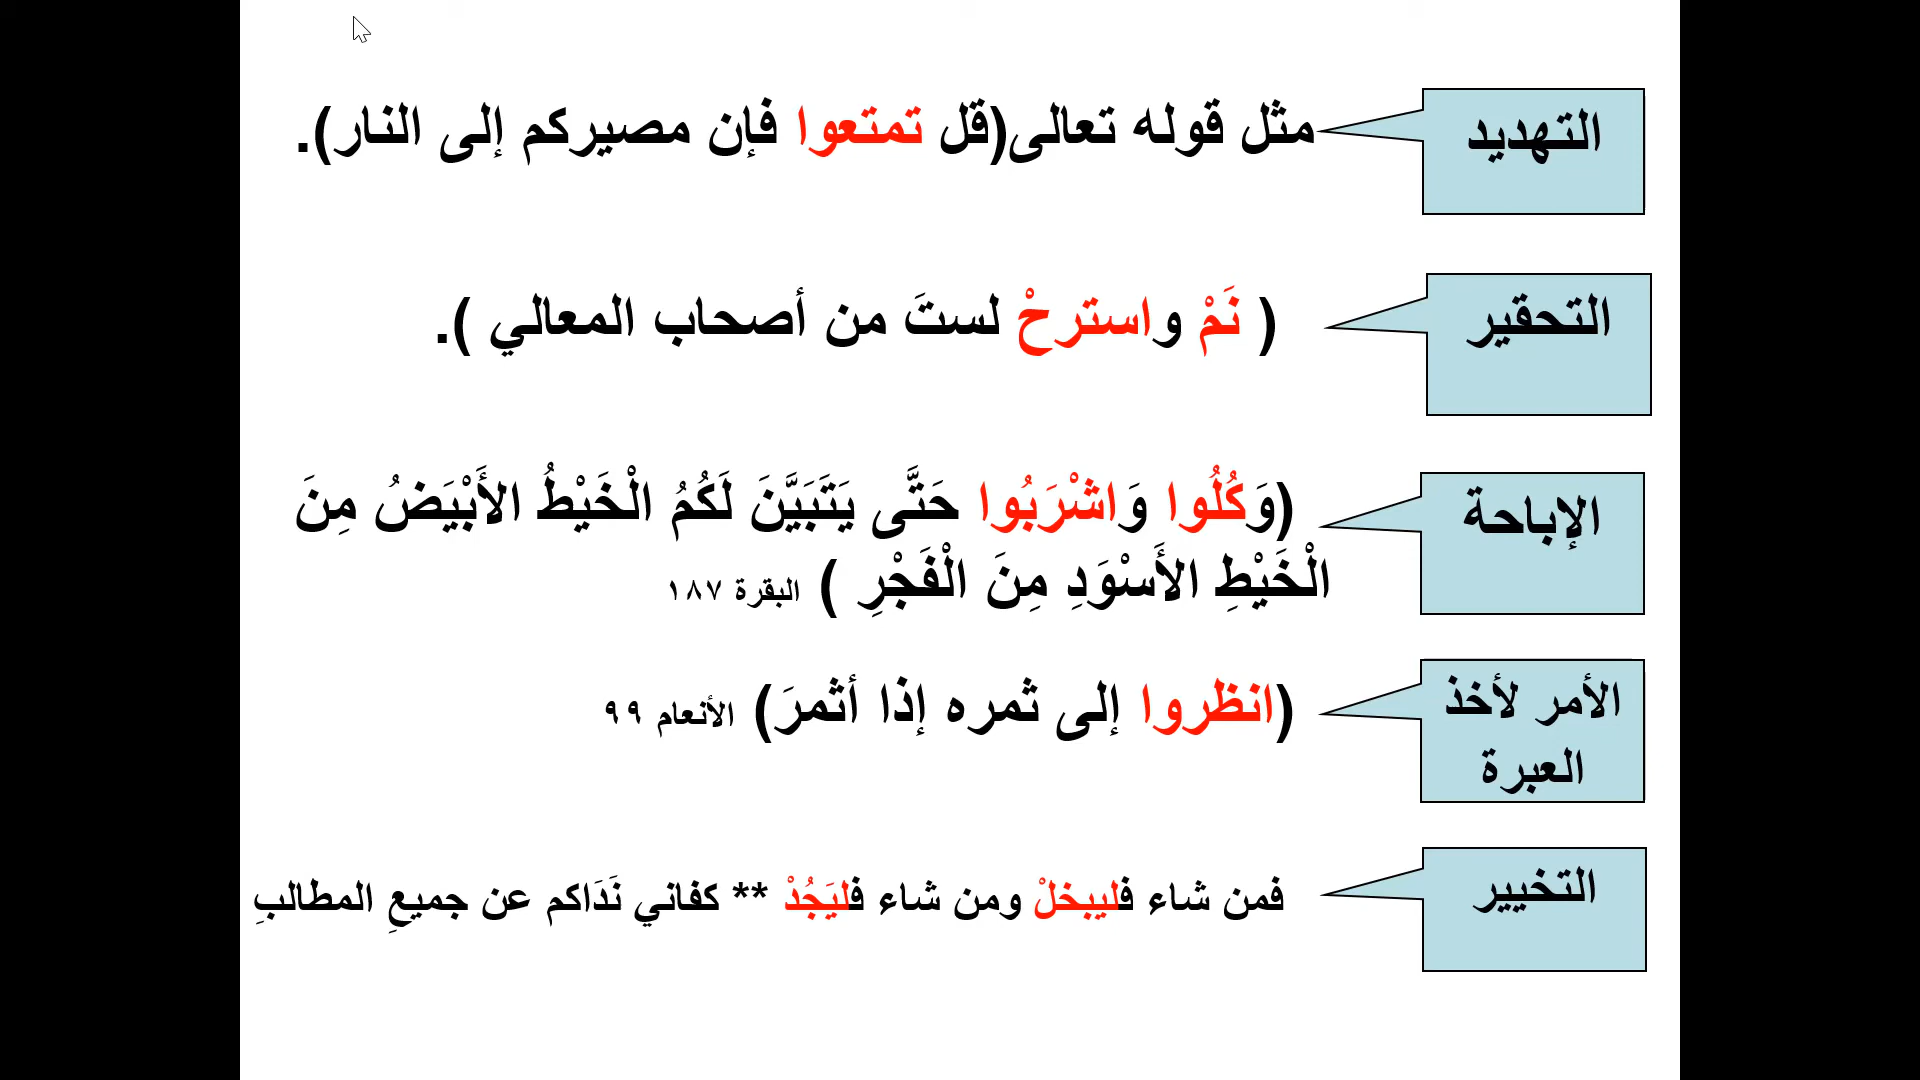 التهديد
مثل قوله تعالى(قل تمتعوا فإن مصيركم إلى النار).
التحقير
( نَمْ واسترحْ لستَ من أصحاب المعالي ).
الإباحة
(وَكُلُوا وَاشْرَبُوا حَتَّى يَتَبَيَّنَ لَكُمُ الْخَيْطُ الأَبْيَضُ مِنَ
الْخَيْطِ الأَسْوَدِ مِنَ الْفَجْرِ ) البقرة ١٨٧
الأمر لأخذ
العبرة
(انظروا إلى ثمره إذا أثمرَ) الأنعام ٩٩
التخيير
فمن شاء فليبخلْ ومن شاء فليَجُدْ ** كفاني نَدَاكم عن جميعِ المطالبِ